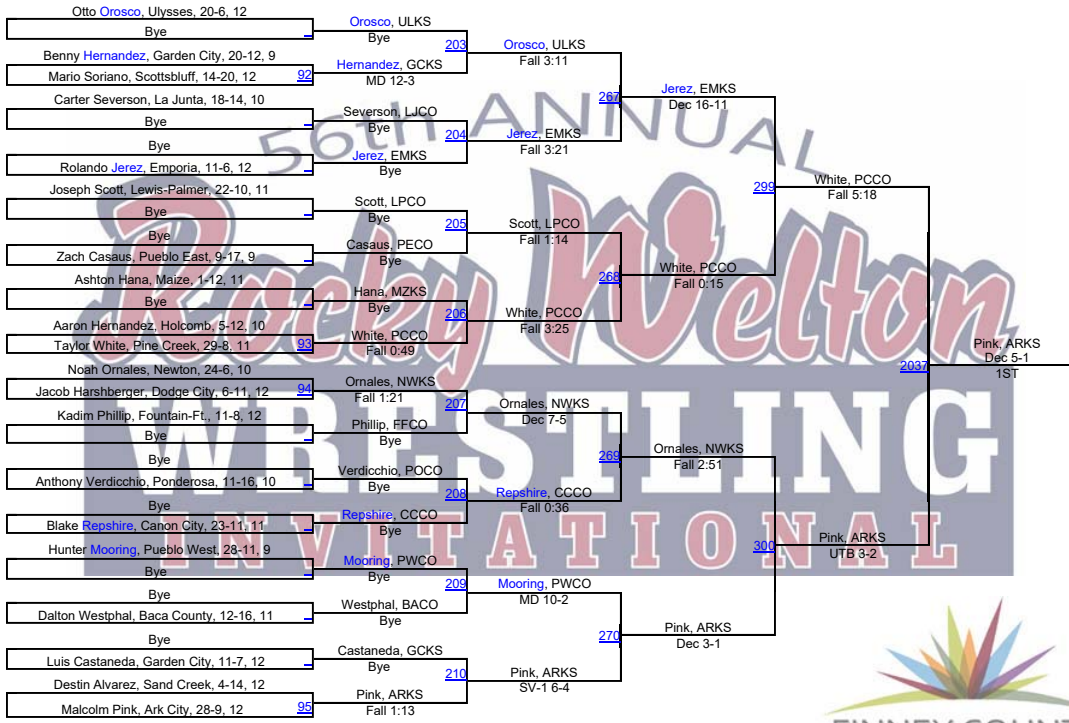 Otto Orosco, Ulysses, 20-6, 12
Bye
Benny Hernandez, Garden City, 20-12, 9
Mario Soriano, Scottsbluff, 14-20, 12
92
Carter Severson, La Junta, 18-14, 10
Bye
Bye
Rolando Jerez, Emporia, 11-6, 12
Joseph Scott, Lewis-Palmer, 22-10, 11
Bye
Bye
Zach Casaus, Pueblo East, 9-17, 9
Ashton Hana, Maize, 1-12, 11
Bye
Aaron Hernandez, Holcomb, 5-12, 10
Taylor White, Pine Creek, 29-8, 11
93
Noah Ornales, Newton, 24-6, 10
Jacob Harshberger, Dodge City, 6-11, 12
94
Kadim Phillip, Fountain-Ft., 11-8, 12
Bye
Bye
Anthony Verdicchio, Ponderosa, 11-16, 10
Bye
Blake Repshire, Canon City, 23-11, 11
Hunter Mooring, Pueblo West, 28-11, 9
Bye
Bye
Dalton Westphal, Baca County, 12-16, 11
Bye
Luis Castaneda, Garden City, 11-7, 12
Destin Alvarez, Sand Creek, 4-14, 12
Malcolm Pink, Ark City, 28-9, 12
95
Orosco, ULKS
Bye
203
Hernandez, GCKS
MD 12-3
Severson, LJCO
Bye
204
Jerez, EMKS
Bye
Scott, LPCO
Bye
205
Casaus, PECO
Bye
Hana, MZKS
Bye
206
White, PCCO
Fall 0:49
Ornales, NWKS
Fall 1:21
207
Phillip, FFCO
Bye
Verdicchio, POCO
Bye
208
Repshire, CCCO
Bye
Mooring, PWCO
Bye
209
Westphal, BACO
Bye
Castaneda, GCKS
Bye
210
Pink, ARKS
Fall 1:13
Orosco, ULKS
Fall 3:11
267
Jerez, EMKS
Fall 3:21
Scott, LPCO
Fall 1:14
268
White, PCCO
Fall 3:25
Ornales, NWKS
Dec 7-5
269
Repshire, CCCO
Fall 0:36
Mooring, PWCO
MD 10-2
270
Pink, ARKS
SV-1 6-4
Jerez, EMKS
Dec 16-11
299
White, PCCO
Fall 0:15
Ornales, NWKS
Fall 2:51
300
Pink, ARKS
Dec 3-1
White, PCCO
Fall 5:18
2037
Pink, ARKS
UTB 3-2
Pink, ARKS
Dec 5-1
1ST
56th ANNUAL
Rocky Welton
WRESTLING
INVITATIONAL